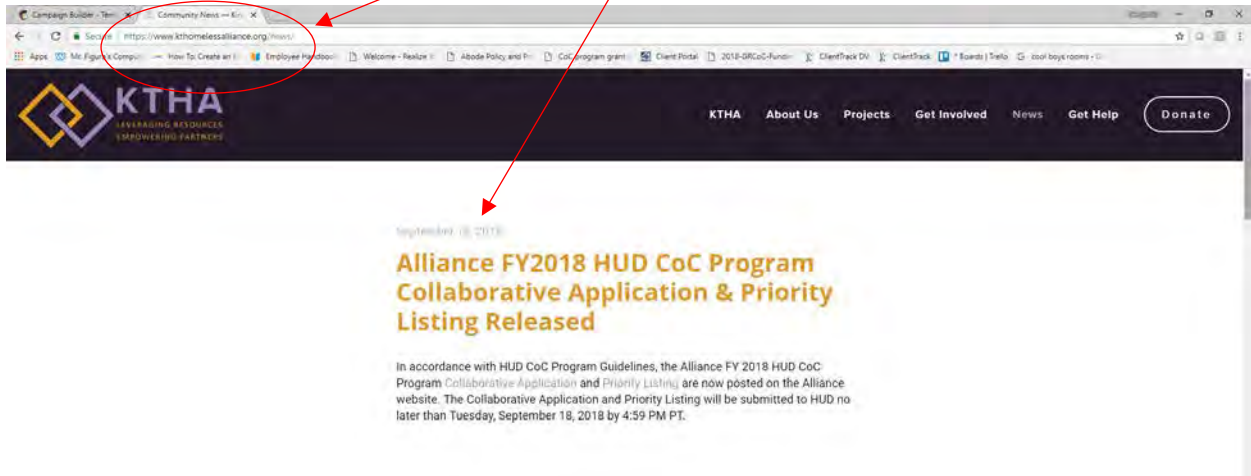 Campaign Builder - Tem
Community News — K
Secure https://www.kthomelessalliance.org/news/
Apps Mr. Figura's Comput How To: Create an I Employee Handboo Welcome - Realize Abode Policy and Pr CoC program grant Client Portal 2018-GRCoC-Fundin ClientTrack DV ClientTrack * Boards | Trello cool boys rooms - G
KTHA
LEVERAGING RESOURCES
EMPOWERING PARTNERS
KTHA About Us Projects Get Involved News Get Help Donate
September 2018
Alliance FY2018 HUD CoC Program
Collaborative Application & Priority
Listing Released
In accordance with HUD CoC Program Guidelines, the Alliance FY 2018 HUD CoC
Program Collaborative Application and Priority Listing are now posted on the Alliance
website. The Collaborative Application and Priority Listing will be submitted to HUD no
later than Tuesday, September 18, 2018 by 4:59 PM PT.